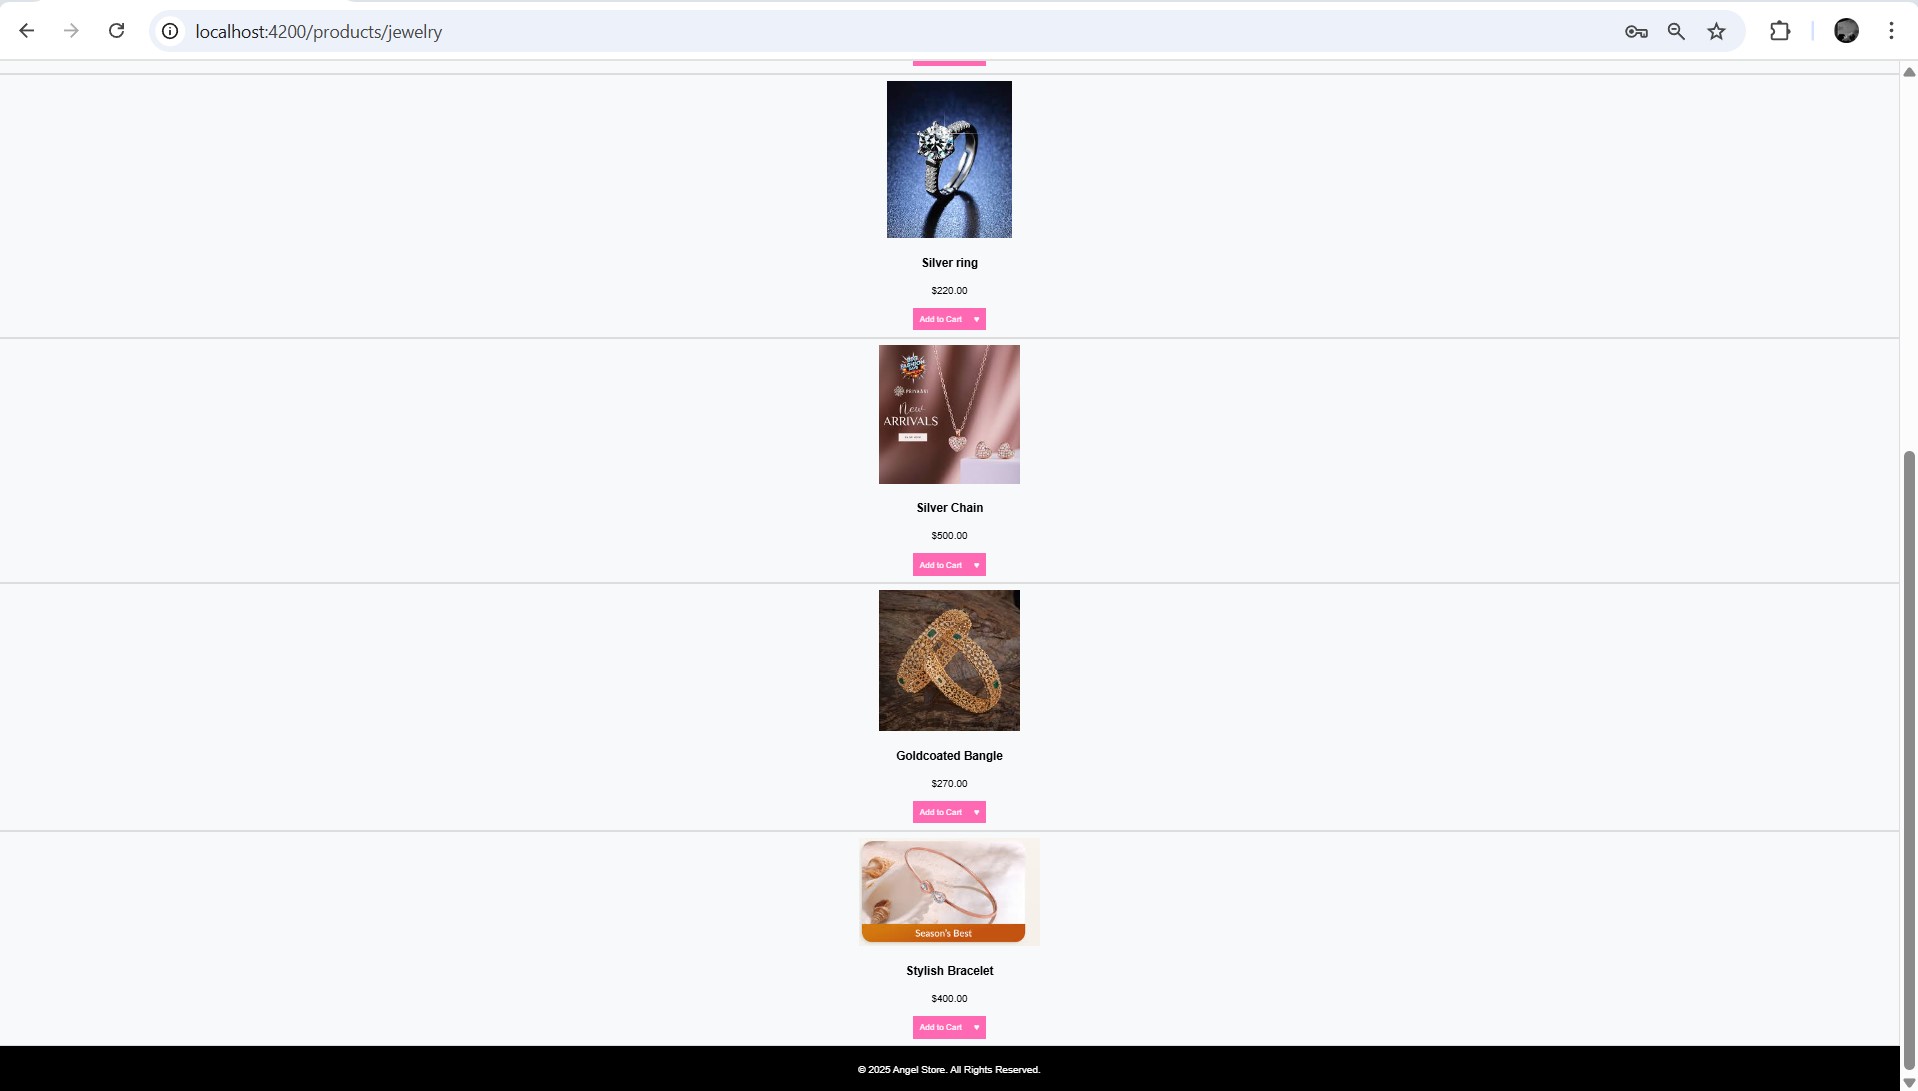 localhost:4200/products/jewelry
Silver ring
$220.00
Add to Cart ♥
BIG
FASHION
New
ARRIVALS
Silver Chain
$500.00
Add to Cart ♥
Goldcoated Bangle
$270.00
Add to Cart ♥
Season's Best
Stylish Bracelet
$400.00
Add to Cart ♥
© 2025 Angel Store. All Rights Reserved.